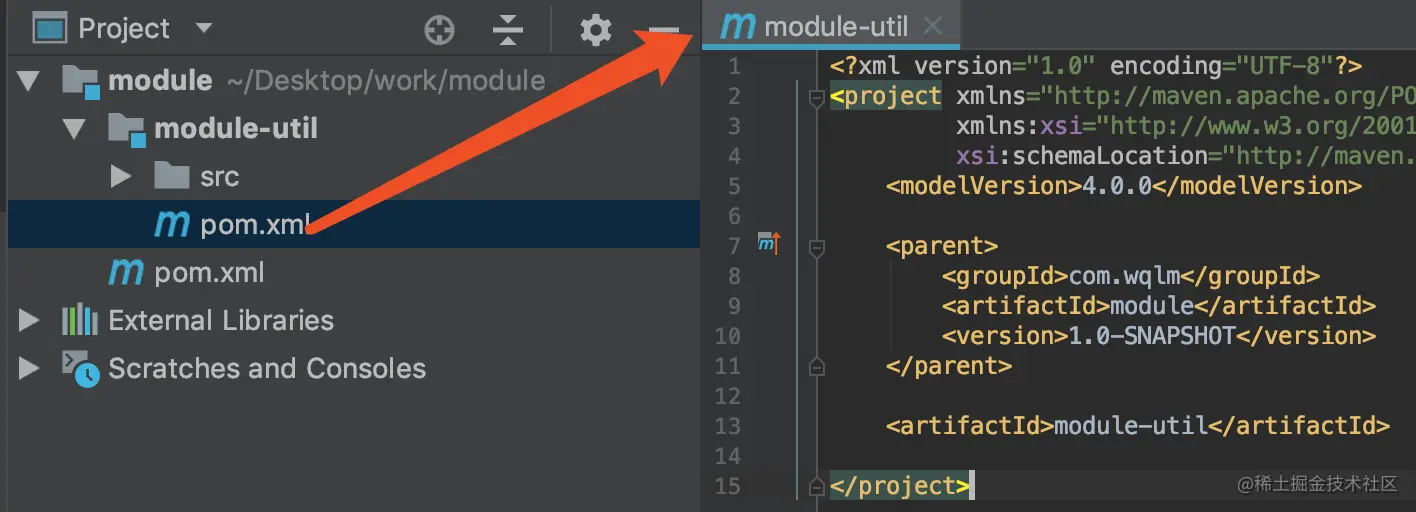 Project
module ~/Desktop/work/module
module-util
src
pom.xml
pom.xml
External Libraries
Scratches and Consoles
module-util
1 <?xml version="1.0" encoding="UTF-8"?>
2 <project xmlns="http://maven.apache.org/PO
3 xmlns:xsi="http://www.w3.org/2001
4 xsi:schemaLocation="http://maven.
5 <modelVersion>4.0.0</modelVersion>
6
7 <parent>
8 <groupId>com.wqlm</groupId>
9 <artifactId>module</artifactId>
10 <version>1.0-SNAPSHOT</version>
11 </parent>
12
13 <artifactId>module-util</artifactId>
14
15 </project>
@稀土掘金技术社区